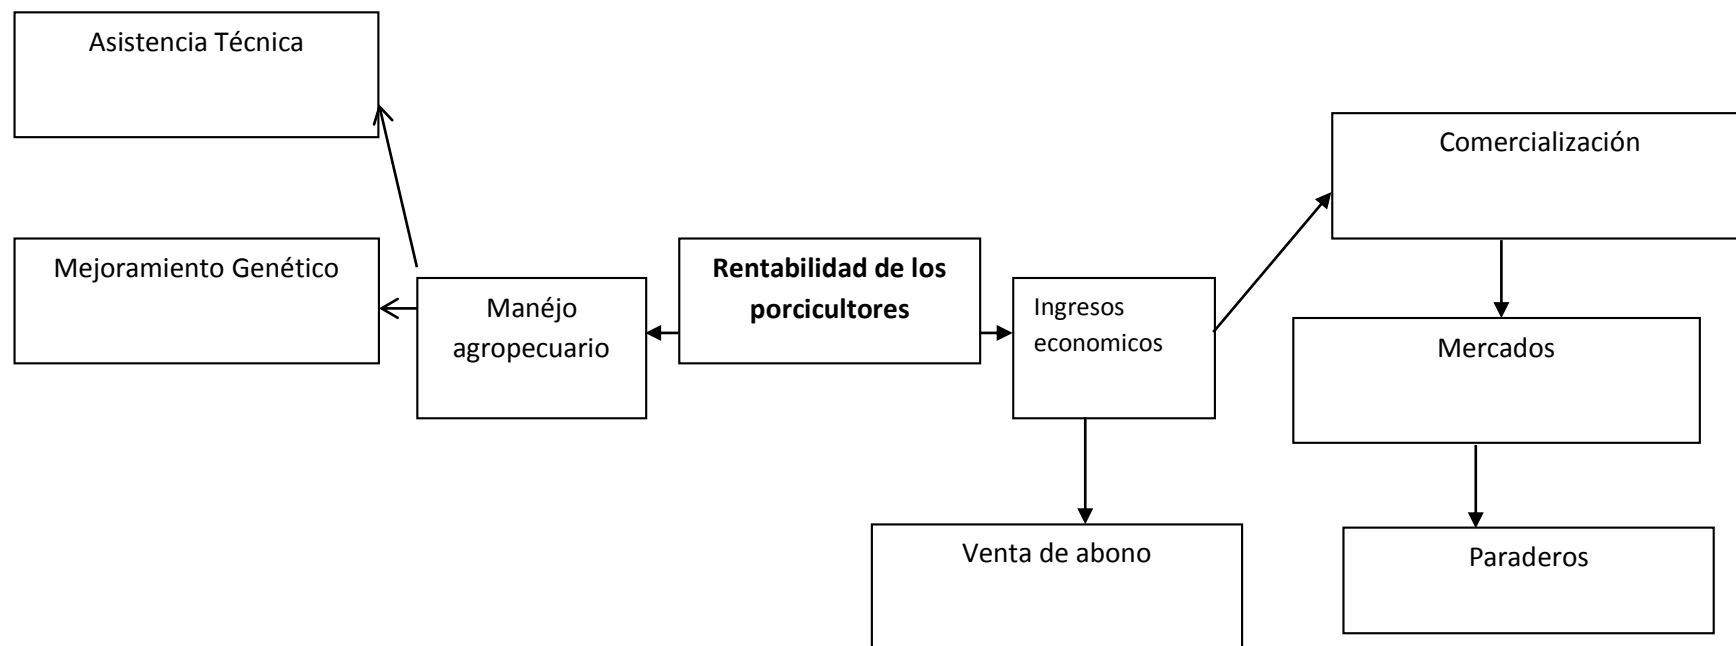 Asistencia Técnica
Comercialización
Mejoramiento Genético
Rentabilidad de los
porcicultores
Manéjo
agropecuario
Ingresos
economicos
Mercados
Venta de abono
Paraderos